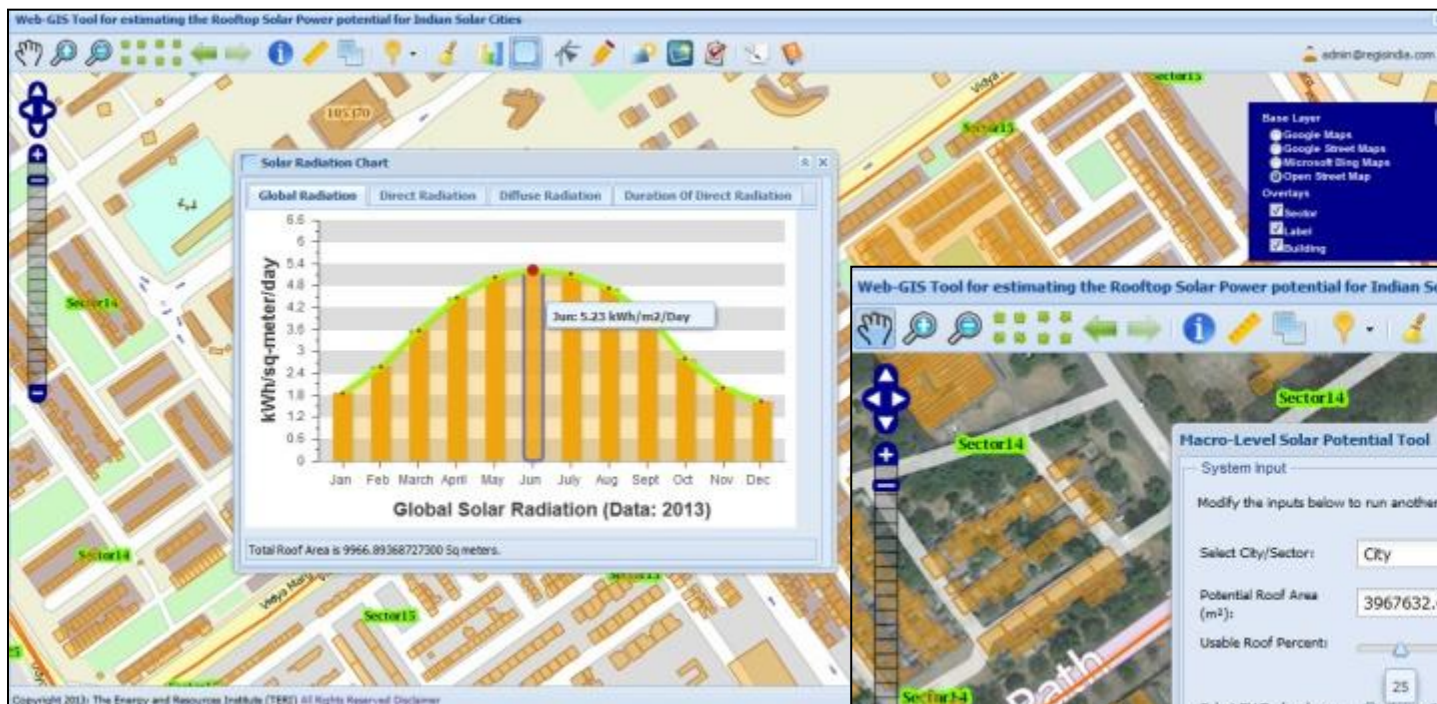 Web-GIS Tool for estimating the Rooftop Solar Power potential for Indian Solar Cities
admin@regisindia.com
Sector15
Vidya
105370
Sector15
Base Layer
Google Maps
Google Street Maps
Microsoft Bing Maps
Open Street Map
Overlays
Sector
Label
Building
Solar Radiation Chart
Global Radiation
Direct Radiation
Diffuse Radiation
Duration Of Direct Radiation
6.6
6
5.4
4.8
4.2
3.6
3
2.4
1.8
1.2
0.6
0
kWh/sq-meter/day
Jun: 5.23 kWh/m2/Day
Jan Feb March April May Jun July Aug Sept Oct Nov Dec
Global Solar Radiation (Data: 2013)
Total Roof Area is 9966.89368727300 Sq meters.
Sector14
Sector14
Vidya Marg
Sector15
Copyright 2013: The Energy and Resources Institute (TERI) All Rights Reserved Disclaimer
Web-GIS Tool for estimating the Rooftop Solar Power potential for Indian S
Sector14
Sector14
Sector14
Path
Macro-Level Solar Potential Tool
System Input
Modify the inputs below to run another
Select City/Sector:
City
Potential Roof Area
(m²):
3967632.
Usable Roof Percent:
25